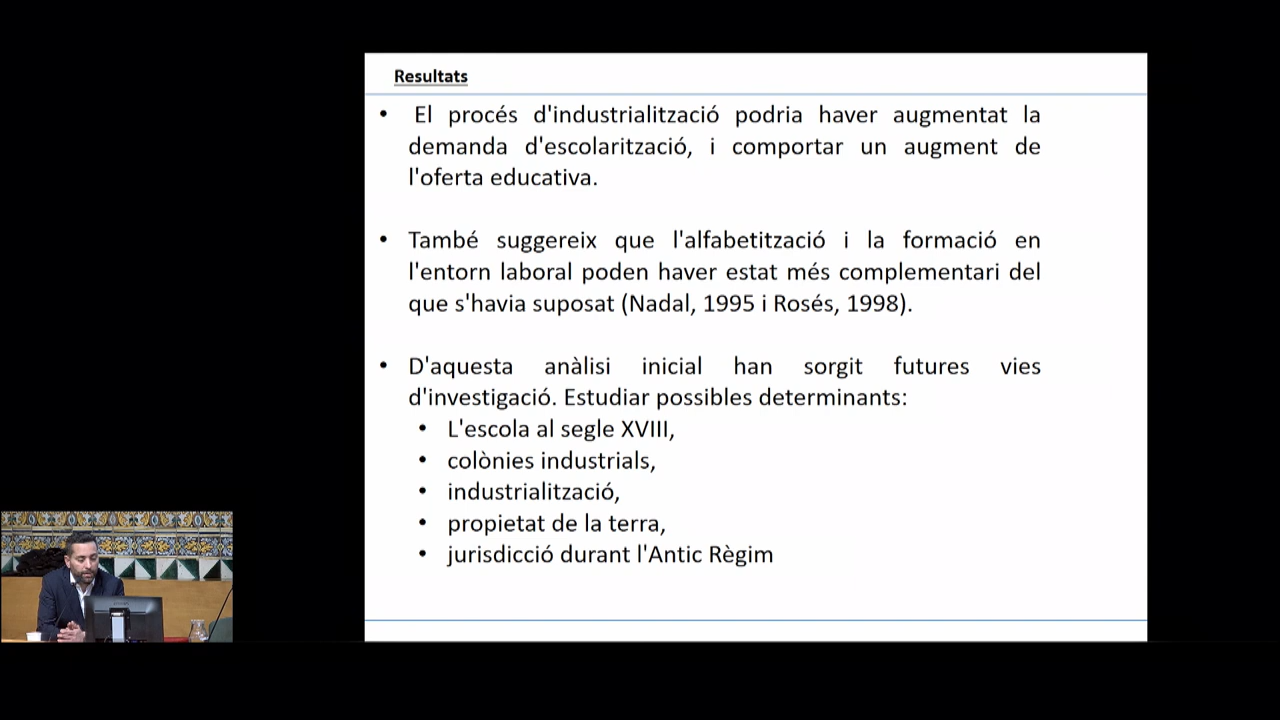 Resultats
• El procés d'industrialització podria haver augmentat la
demanda d'escolarització, i comportar un augment de
l'oferta educativa.
• També suggereix que l'alfabetització i la formació en
l'entorn laboral poden haver estat més complementari del
que s'havia suposat (Nadal, 1995 i Rosés, 1998).
• D'aquesta anàlisi inicial han sorgit futures vies
d'investigació. Estudiar possibles determinants:
• L'escola al segle XVIII,
• colònies industrials,
• industrialització,
• propietat de la terra,
• jurisdicció durant l'Antic Règim